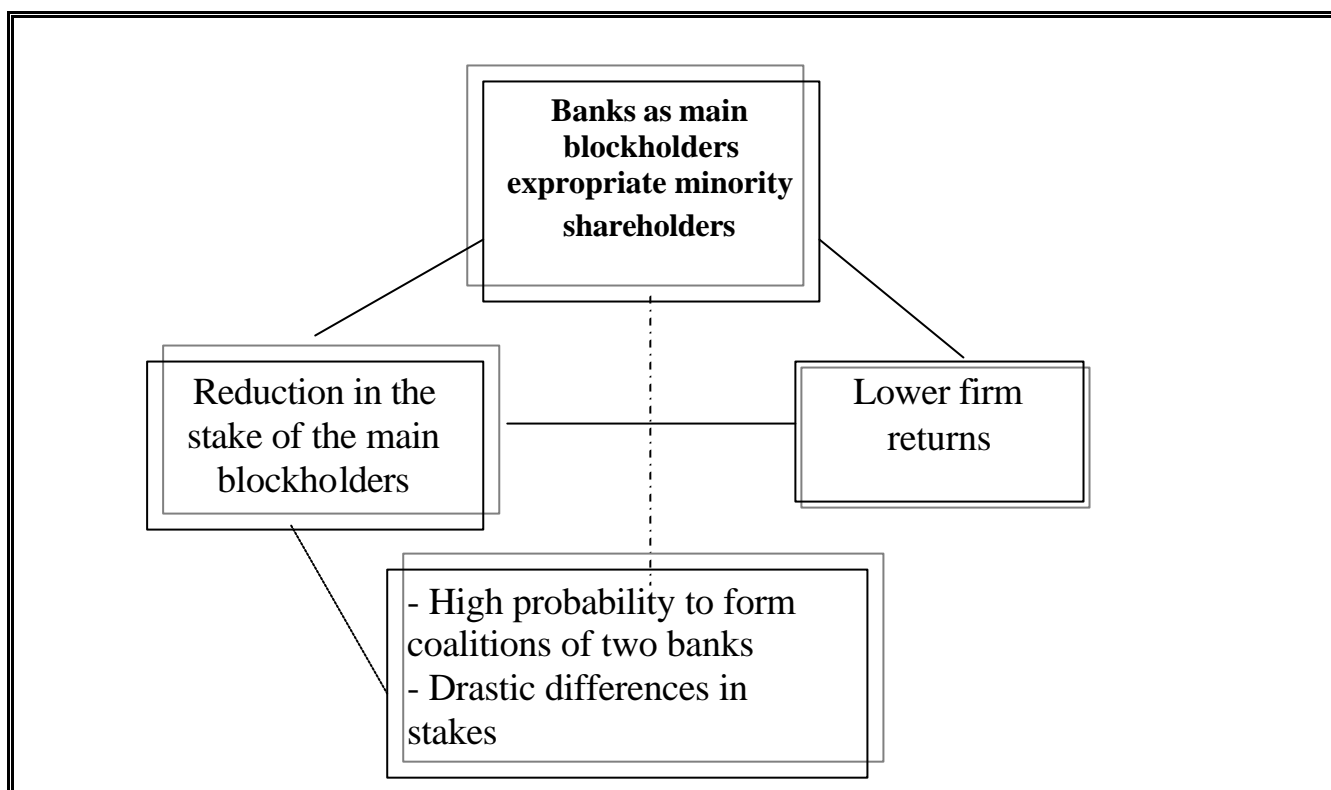 Banks as main
blockholders
expropriate minority
shareholders
Reduction in the
stake of the main
blockholders
Lower firm
returns
- High probability to form
coalitions of two banks
- Drastic differences in
stakes